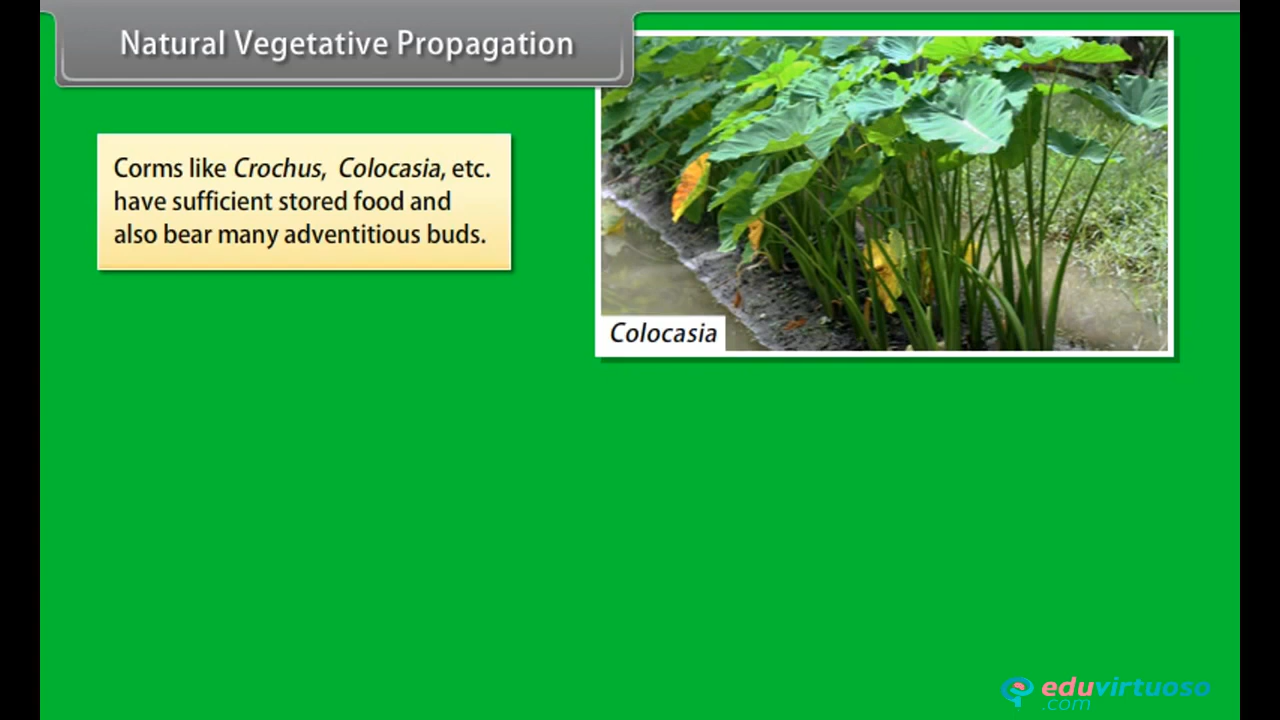 Natural Vegetative Propagation
Corms like Crochus, Colocasia, etc.
have sufficient stored food and
also bear many adventitious buds.
Colocasia
eduvirtuoso
.com